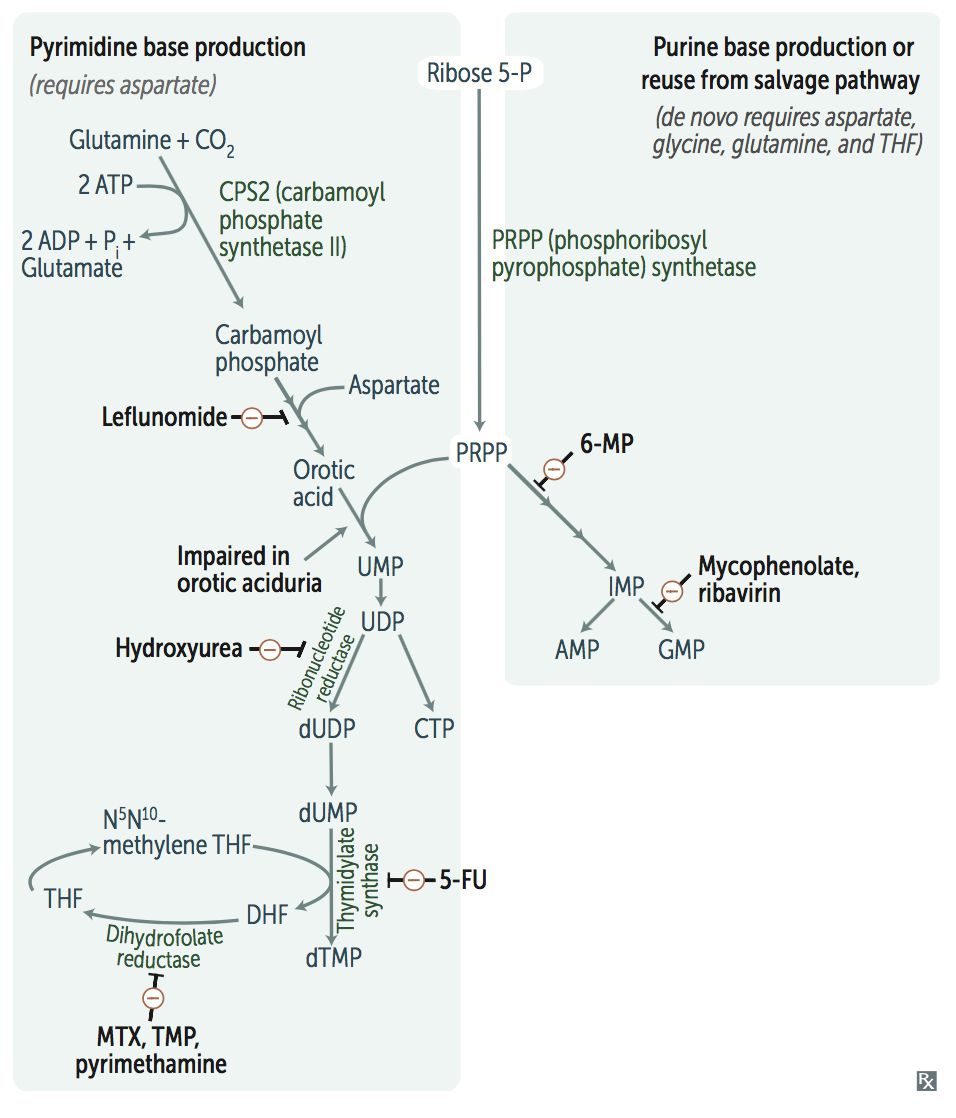 Pyrimidine base production
(requires aspartate)
Ribose 5-P
Purine base production or
reuse from salvage pathway
(de novo requires aspartate,
glycine, glutamine, and THF)
Glutamine + CO₂
2 ATP
2 ADP + Pᵢ +
Glutamate
CPS2 (carbamoyl
phosphate
synthetase II)
PRPP (phosphoribosyl
pyrophosphate) synthetase
Carbamoyl
phosphate
Aspartate
Leflunomide
Orotic
acid
PRPP
6-MP
Impaired in
orotic aciduria
UMP
IMP
Mycophenolate,
ribavirin
UDP
AMP
GMP
Hydroxyurea
Ribonucleotide
reductase
dUDP
CTP
dUMP
N⁵N¹⁰-
methylene THF
Thymidylate
synthase
5-FU
THF
DHF
Dihydrofolate
reductase
dTMP
MTX, TMP,
pyrimethamine
Rx